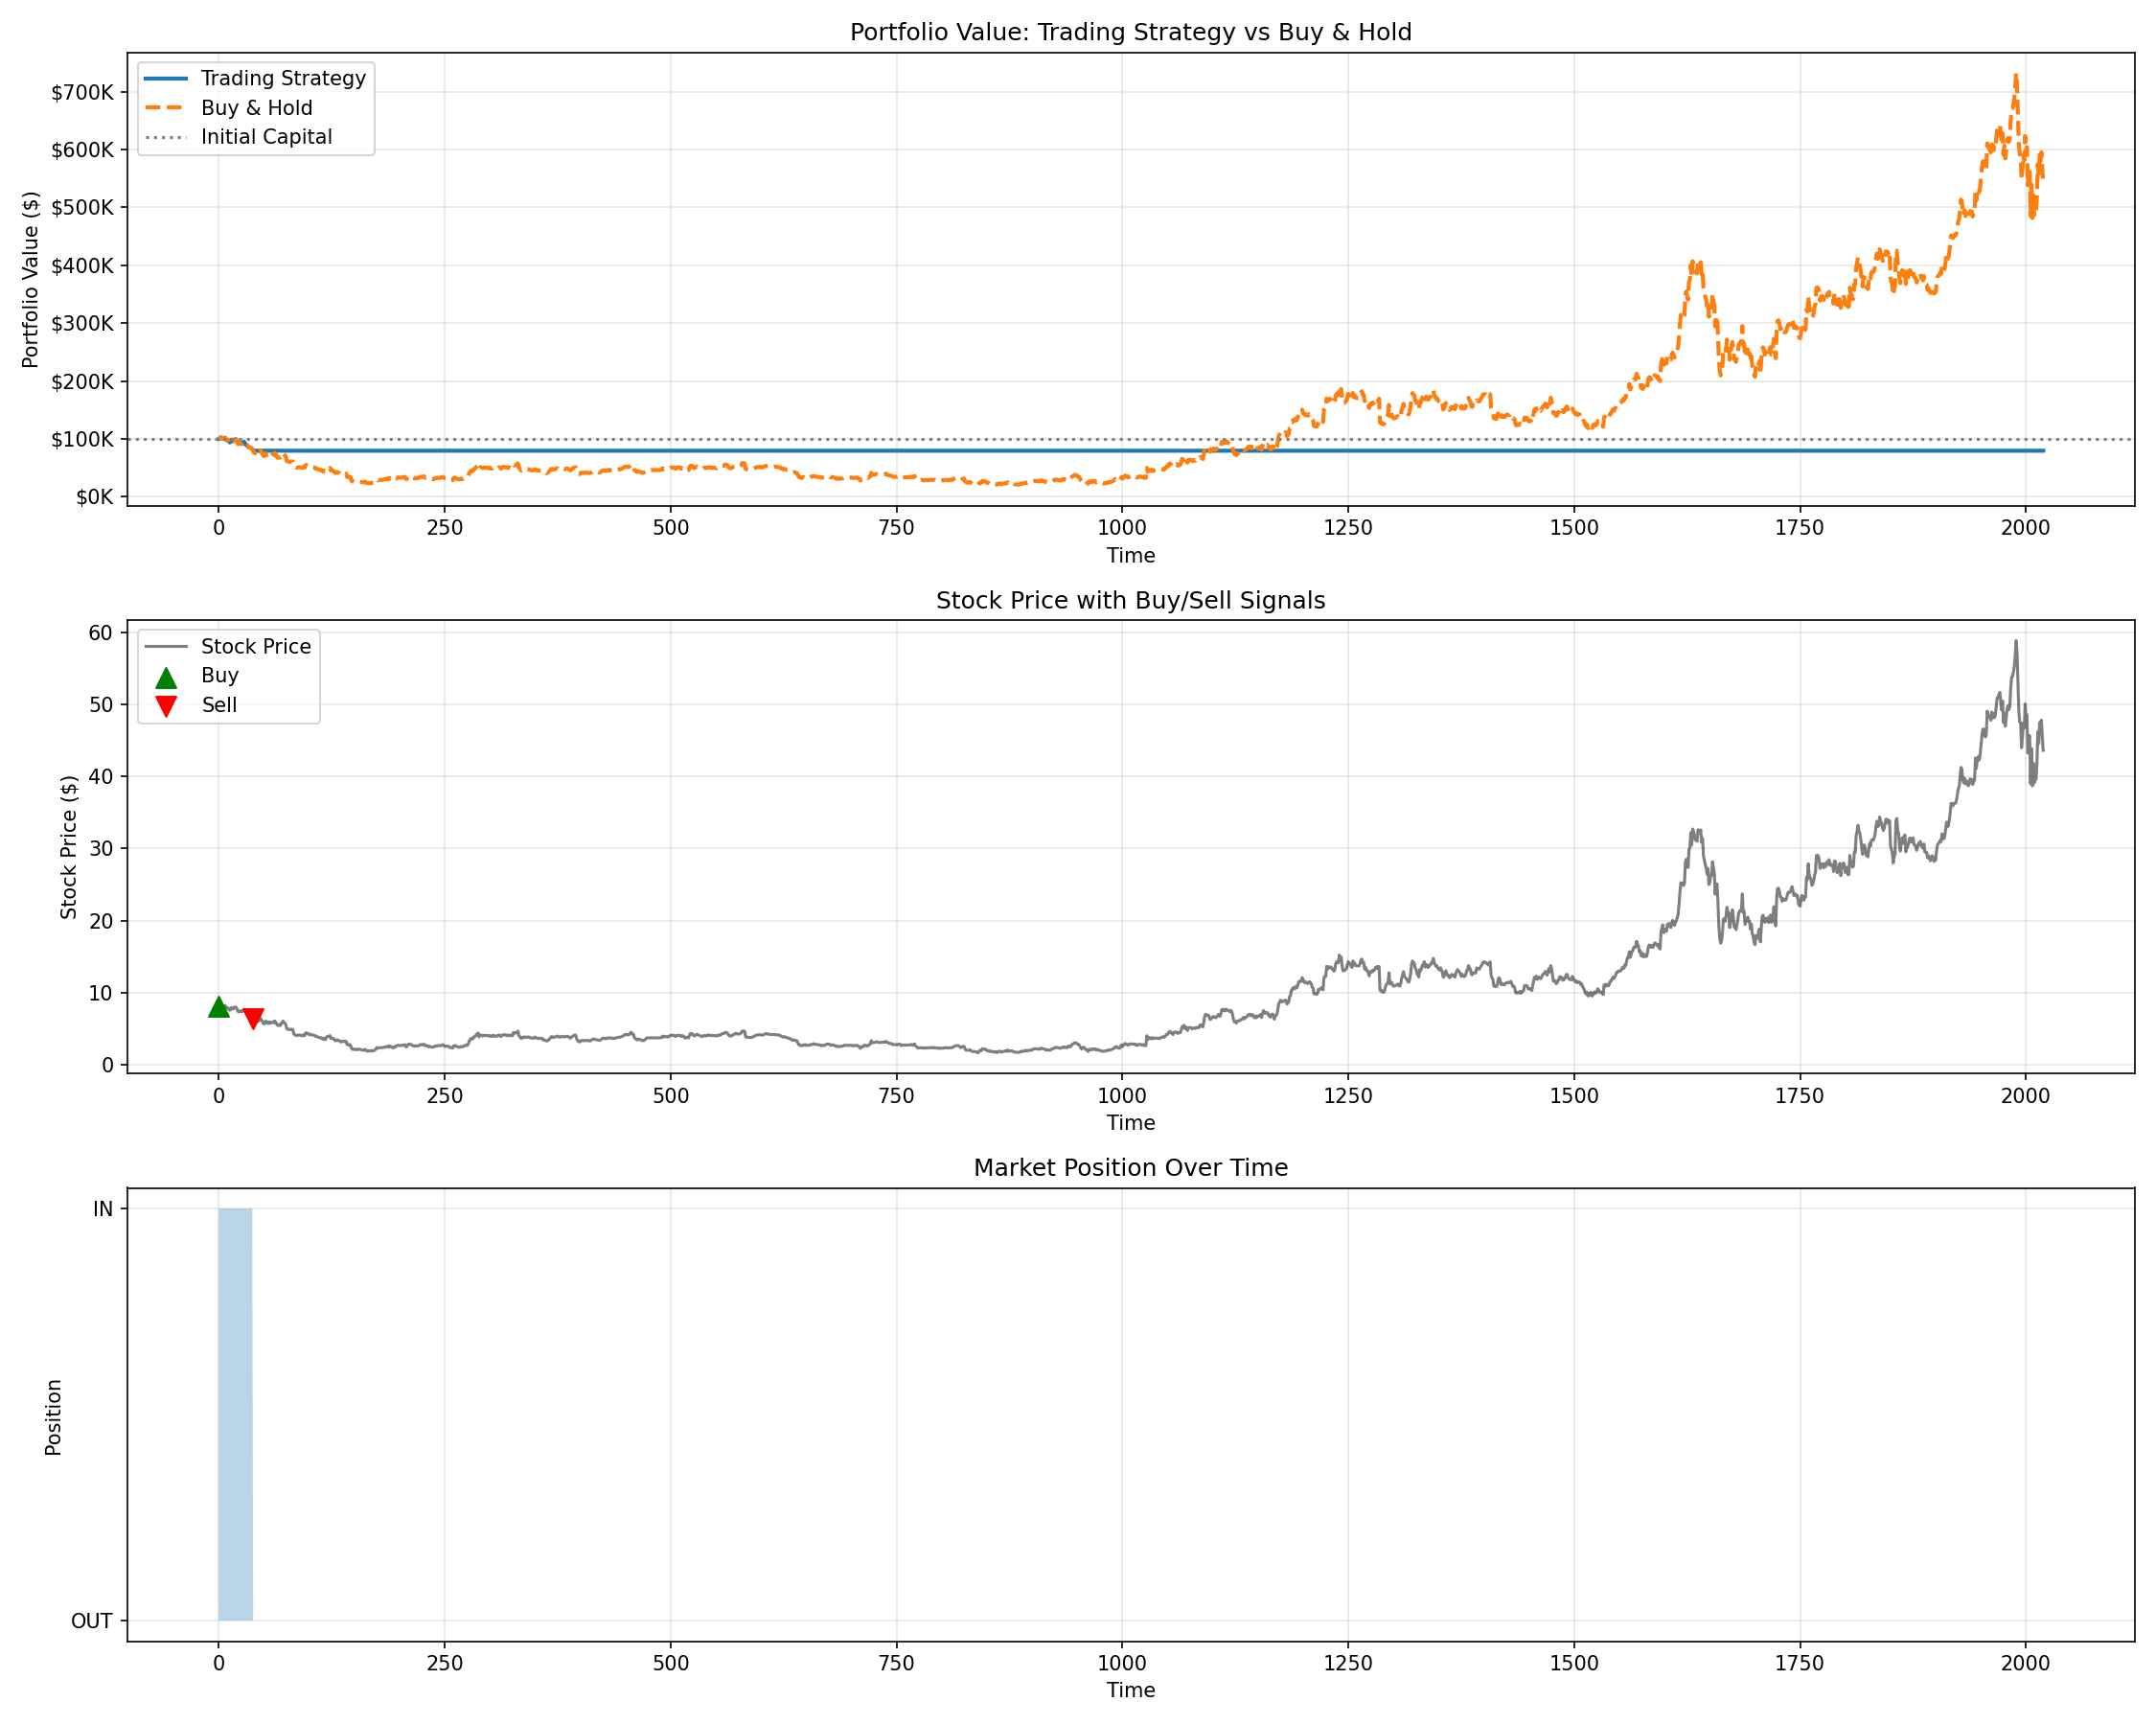 Portfolio Value: Trading Strategy vs Buy & Hold
Trading Strategy
Buy & Hold
Initial Capital
$700K
$600K
$500K
$400K
$300K
$200K
$100K
$0K
Portfolio Value ($)
0 250 500 750 1000 1250 1500 1750 2000
Time
Stock Price with Buy/Sell Signals
Stock Price
Buy
Sell
60
50
40
30
20
10
0
Stock Price ($)
0 250 500 750 1000 1250 1500 1750 2000
Time
Market Position Over Time
IN
OUT
Position
0 250 500 750 1000 1250 1500 1750 2000
Time